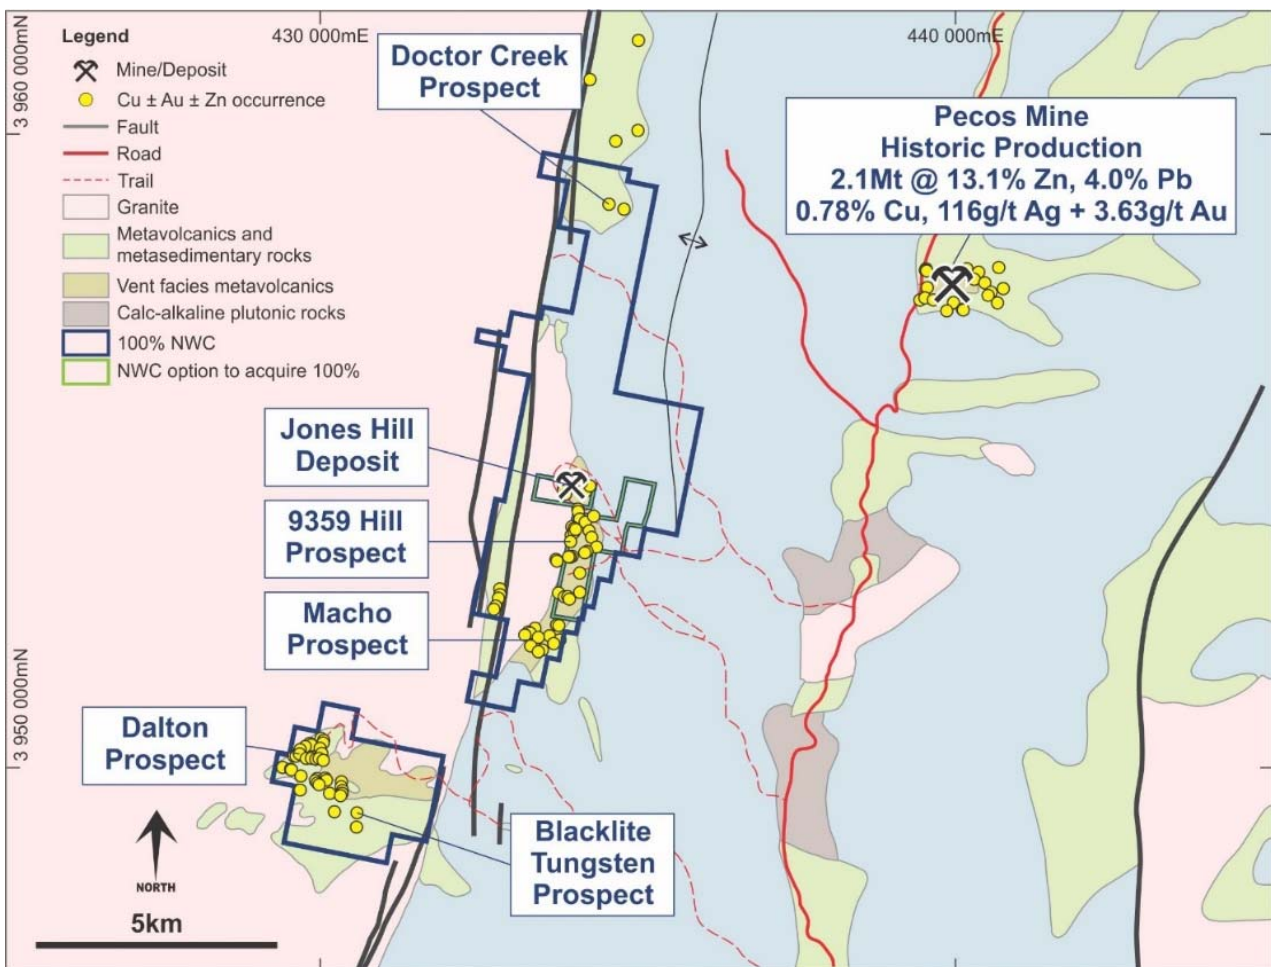 Legend
Mine/Deposit
Cu ± Au ± Zn occurrence
Fault
Road
Trail
Granite
Metavolcanics and
metasedimentary rocks
Vent facies metavolcanics
Calc-alkaline plutonic rocks
100% NWC
NWC option to acquire 100%
430 000mE
440 000mE
3 960 000mN
3 950 000mN
Doctor Creek
Prospect
Pecos Mine
Historic Production
2.1Mt @ 13.1% Zn, 4.0% Pb
0.78% Cu, 116g/t Ag + 3.63g/t Au
Jones Hill
Deposit
9359 Hill
Prospect
Macho
Prospect
Dalton
Prospect
Blacklite
Tungsten
Prospect
NORTH
5km